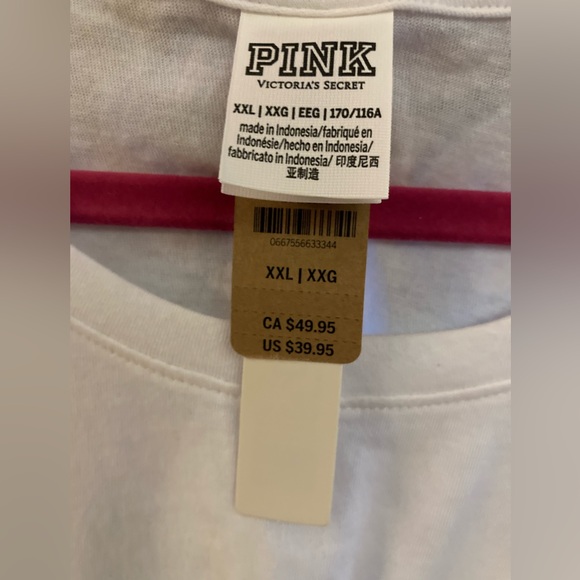 PINK
VICTORIA'S SECRET
XXL | XXG | EEG | 170/116A
made in Indonesia/fabriqué en
Indonésie/hecho en Indonesia/
fabbricato in Indonesia/ 印度尼西
亚制造
0667556633344
XXL | XXG
CA $49.95
US $39.95